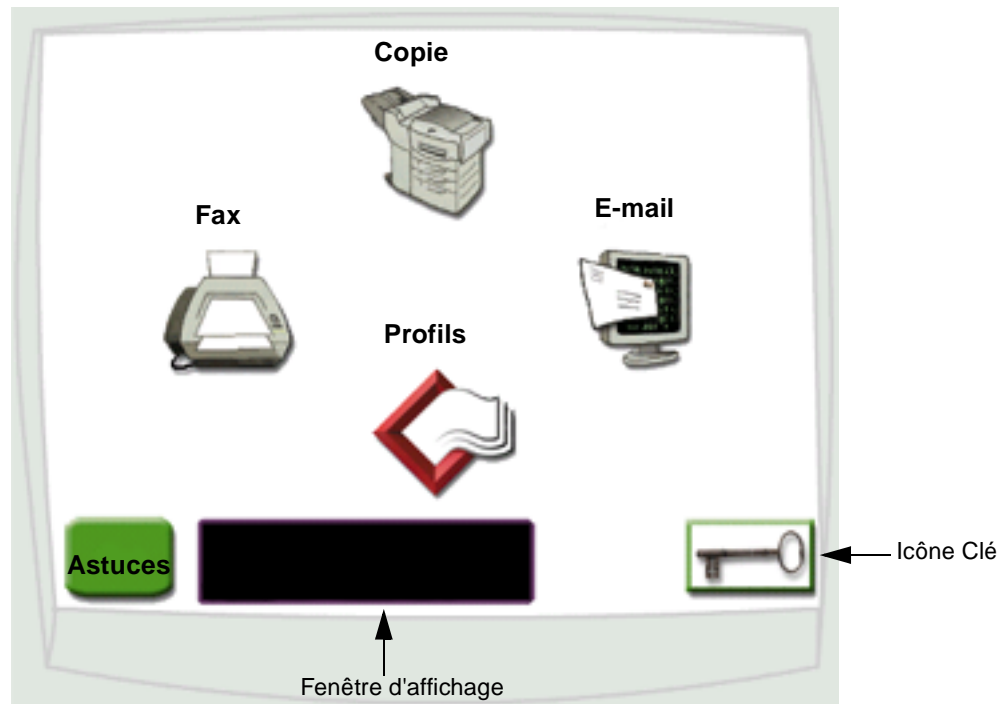 Copie
Fax
E-mail
Profils
Astuces
Icône Clé
Fenêtre d'affichage